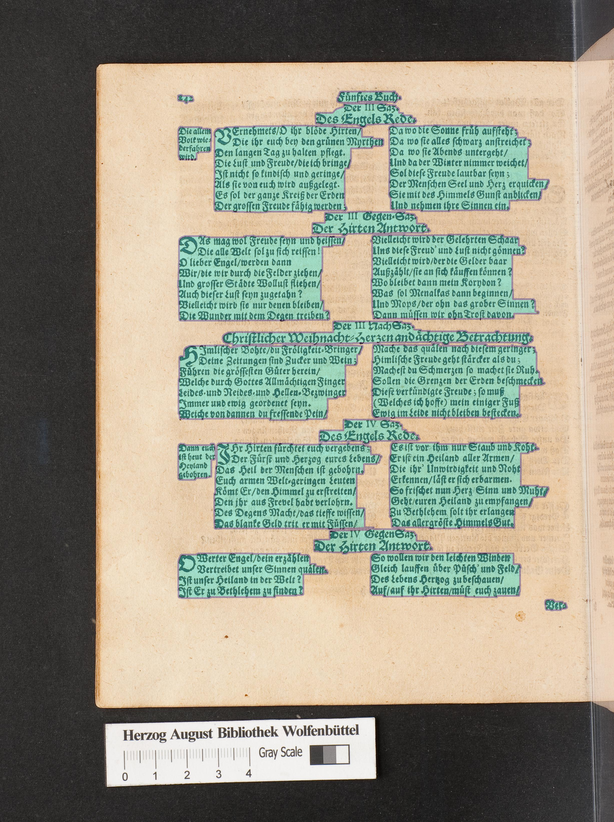 Fünftes Buch.
Der III Saz.
Des Engels Rede.
Die allem
Volk wie-
derfahren
wird/
VErnehmets/O ihr blöde Hirten/
Die ihr euch bey den grünen Myrthen
Den langen Tag zu halten pflegt.
Die Lust und Freude/die ich bringe/
Ist nicht so kindisch und geringe/
Als sie von euch wird außgelegt.
Es sol der ganze Kreiß der Erden
Der grossen Freude fähig werden.
Da wo die Sonne früh aufsteht;
Da wo sie alles schwarz anstreichet;
Da wo sie Abends untergeht/
Und da der Winter nimmer weichet/
Sol diese Freude lautbar seyn;
Der Menschen Seel und Herz erquicken/
Sie mit des Himmels Gunst anblicken/
Und nehmen ihre Sinnen ein.
Der III Gegen-Saz.
Der Hirten Antwort.
DAs mag wol Freude seyn und heissen/
Die alle Welt sol zu sich reissen!
O lieber Engel/werden dann
Wir/die wir durch die Felder ziehen/
Und grosser Städte Wollust fliehen/
Auch dieser Lust seyn zugethan?
Vielleicht wird sie nur denen bleiben/
Die Wunder mit dem Degen treiben?
Vielleicht wird der Gelehrten Schaar
Uns diese Freud' und Lust nicht gönnen?
Vielleicht wird/der die Gelder baar
Außzählt/sie an sich käuffen können?
Wo bleibet dann mein Korydon?
Was sol Menalkas dann beginnen/
Und Mops/der ohn das grober Sinnen?
Dann müssen wir ohn Trost davon.
Der III NachSaz.
Christlicher Weihnacht-Herzen andächtige Betrachtung.
HImlischer Bohte/du Fröligkeit-Bringer/
Deine Zeitungen sind Zucker und Wein;
Führen die grössesten Güter herein/
Welche durch Gottes Allmächtigen Finger
Leides-und Neides-und Hellen-Bezwinger
Immer und ewig geordenet seyn.
Weiche von dannen du fressende Pein/
Mache das quälen nach diesem geringer;
Himlische Freude geht stärcker als du;
Machest du Schmerzen so machet sie Ruh.
Sollen die Grenzen der Erden beschmecken
Diese verkündigte Freude; so muß
(Welches ich hoffe) mein einiger Fuß
Ewig im Leide nicht bleiben bestecken.
Der IV Saz.
Des Engels Rede.
Dann euch
ist heut der
Heyland
gebohren.
IHr Hirten fürchtet euch vergebens;
Der Fürst und Herzog eures Lebens/
Das Heil der Menschen ist gebohrn.
Euch armen Welt-geringen Leuten
Kömt Er/den Himmel zu erstreiten/
Den ihr aus Frevel habt verlohrn.
Des Degens Macht/das tieffe wissen/
Das blanke Geld trit er mit Füssen/
Es ist vor ihm nur Staub und Koht.
Er ist ein Heiland aller Armen/
Die ihr' Unwirdigkeit und Noht
Erkennen/läst er sich erbarmen.
So frischet nun Herz Sinn und Muht/
Geht/euren Heiland zu empfangen/
Zu Bethlehem solt ihr erlangen
Das allergröste Himmels Gut.
Der IV GegenSaz.
Der Hirten Antwort.
O Werter Engel/dein erzählen
Vertreibet unser Sinnen quälen.
Ist unser Heiland in der Welt?
Ist Er zu Bethlehem zu finden?
So wollen wir den leichten Winden
Gleich lauffen über Püsch' und Feld/
Des Lebens Herzog zu beschauen/
Auf/auf ihr Hirten/müst euch zauen/
Herzog August Bibliothek Wolfenbüttel
Gray Scale
0 1 2 3 4